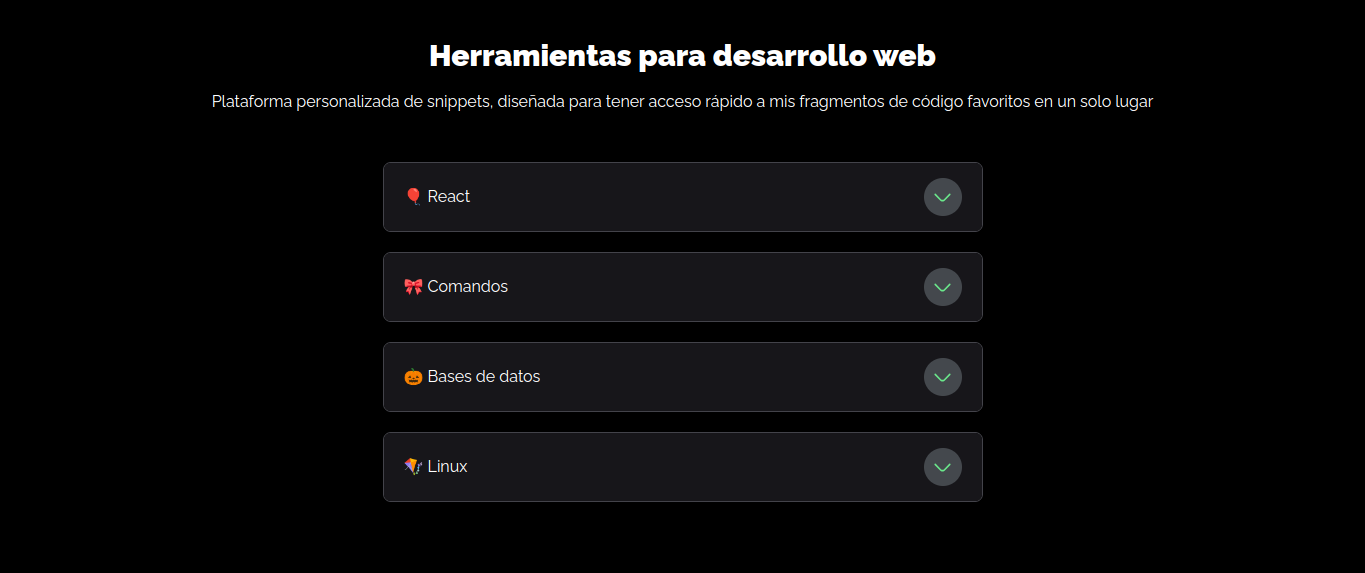 Herramientas para desarrollo web
Plataforma personalizada de snippets, diseñada para tener acceso rápido a mis fragmentos de código favoritos en un solo lugar
🎈 React
🎀 Comandos
🎃 Bases de datos
🪁 Linux